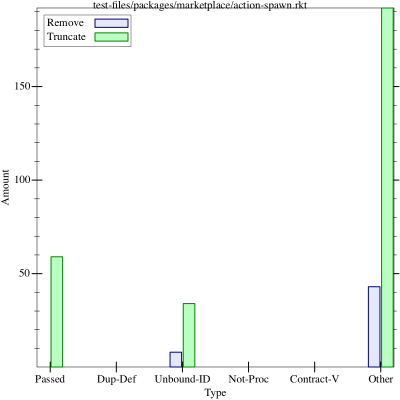 test-files/packages/marketplace/action-spawn.rkt
Remove
Truncate
150
100
50
Amount
Passed Dup-Def Unbound-ID Not-Proc Contract-V Other
Type